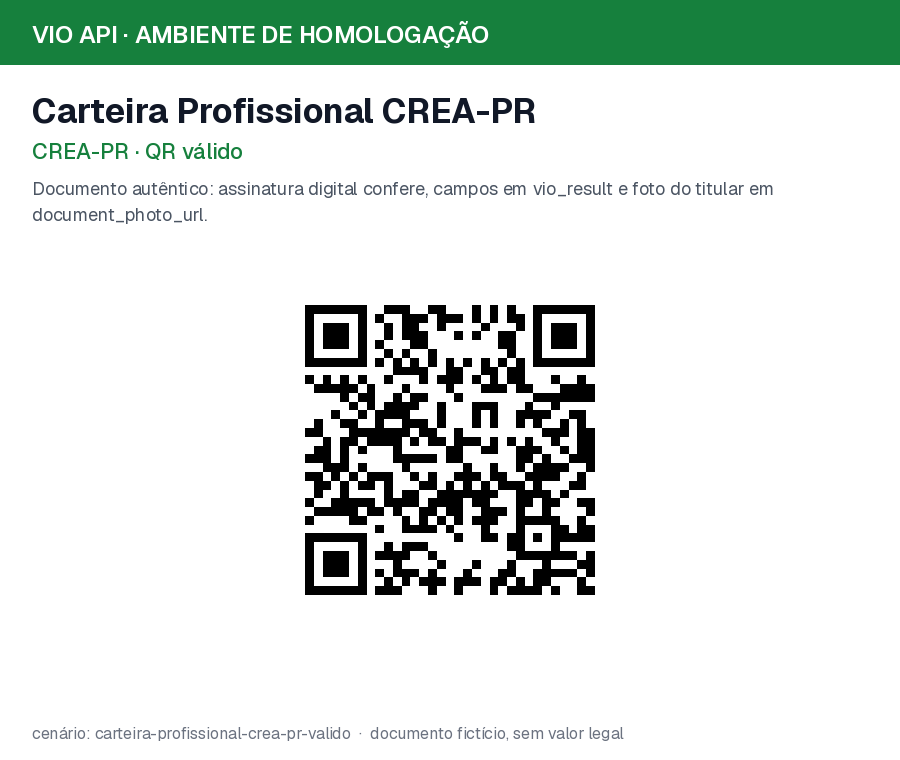 VIO API · AMBIENTE DE HOMOLOGAÇÃO
Carteira Profissional CREA-PR
CREA-PR · QR válido
Documento autêntico: assinatura digital confere, campos em vio_result e foto do titular em
document_photo_url.
cenário: carteira-profissional-crea-pr-valido · documento fictício, sem valor legal